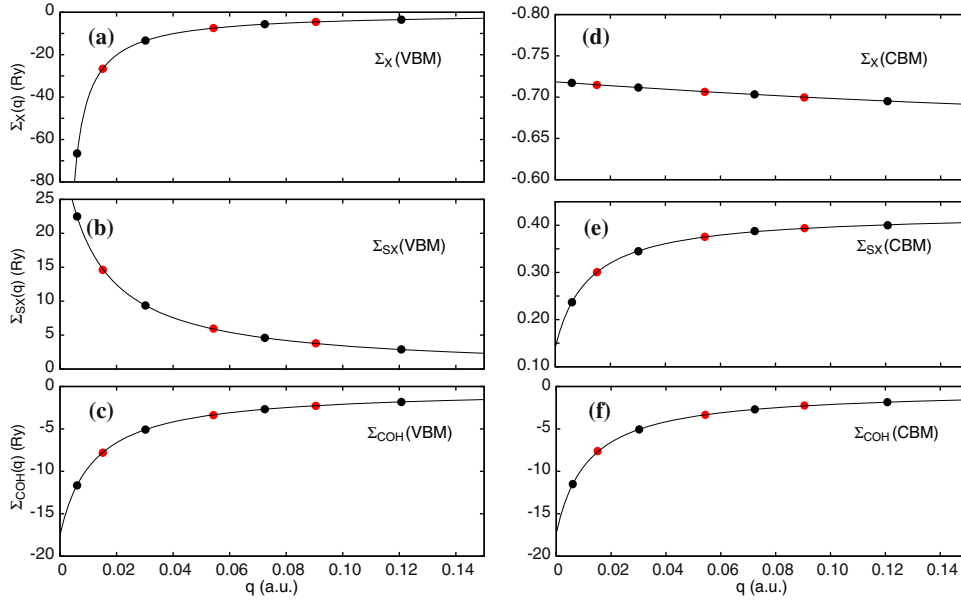 0
-20
-40
-60
-80
Σ_X(q) (Ry)
(a)
Σ_X(VBM)
-0.80
-0.75
-0.70
-0.65
-0.60
(d)
Σ_X(CBM)
25
20
15
10
5
0
Σ_SX(q) (Ry)
(b)
Σ_SX(VBM)
0.40
0.30
0.20
0.10
(e)
Σ_SX(CBM)
0
-5
-10
-15
-20
Σ_COH(q) (Ry)
(c)
Σ_COH(VBM)
0 0.02 0.04 0.06 0.08 0.10 0.12 0.14
q (a.u.)
0
-5
-10
-15
-20
(f)
Σ_COH(CBM)
0 0.02 0.04 0.06 0.08 0.10 0.12 0.14
q (a.u.)